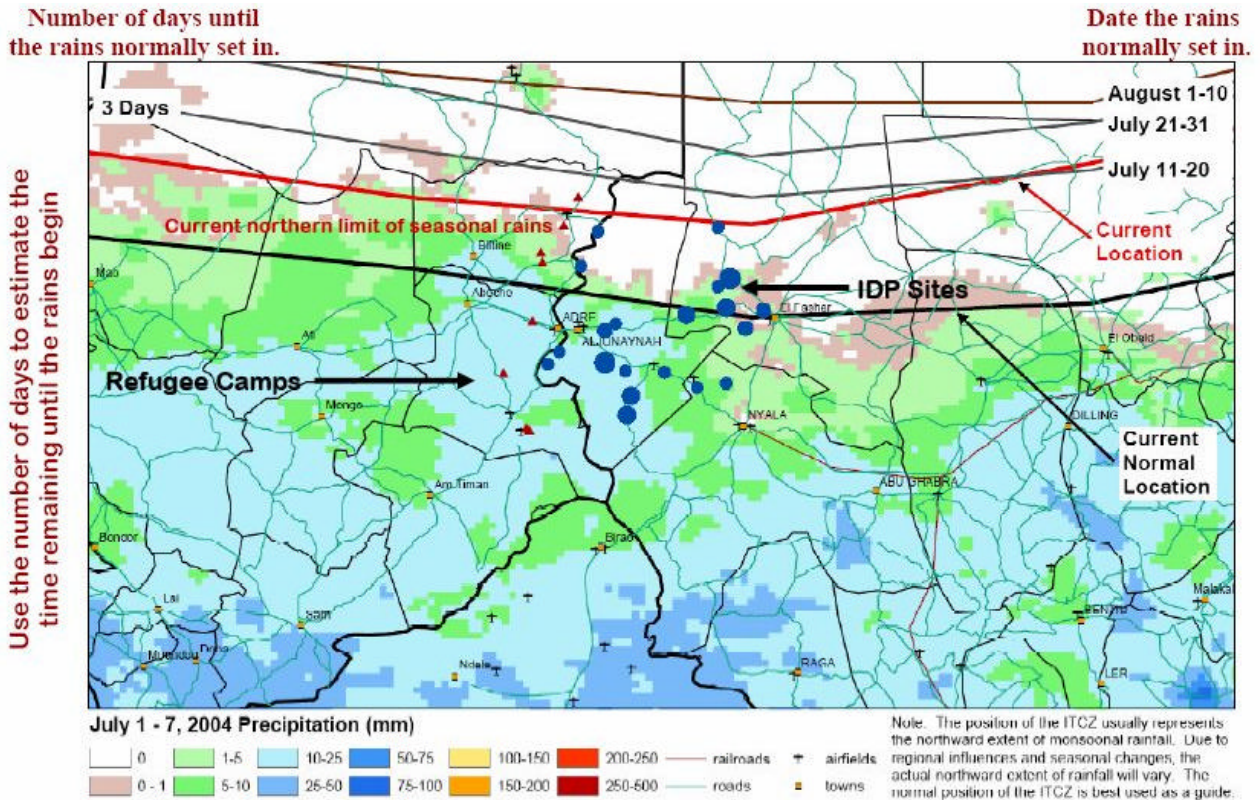 Number of days until
the rains normally set in.
Date the rains
normally set in.
Use the number of days to estimate the
time remaining until the rains begin
3 Days
August 1-10
July 21-31
July 11-20
Current northern limit of seasonal rains
Current
Location
Biltine
IDP Sites
Abeche
El Fasher
ADRE
AL JUNAYNAH
Ati
El Obeid
Refugee Camps
Mongo
NYALA
DILLING
Current
Normal
Location
Am Timan
ABU GHABRA
Bongor
Birao
Lai
Sarh
Malakal
BENTIU
Doba
Ndele
RAGA
LER
July 1 - 7, 2004 Precipitation (mm)
0
1-5
10-25
50-75
100-150
200-250
railroads
airfields
0 - 1
5-10
25-50
75-100
150-200
250-500
roads
towns
Note. The position of the ITCZ usually represents
the northward extent of monsoonal rainfall. Due to
regional influences and seasonal changes, the
actual northward extent of rainfall will vary. The
normal position of the ITCZ is best used as a guide.